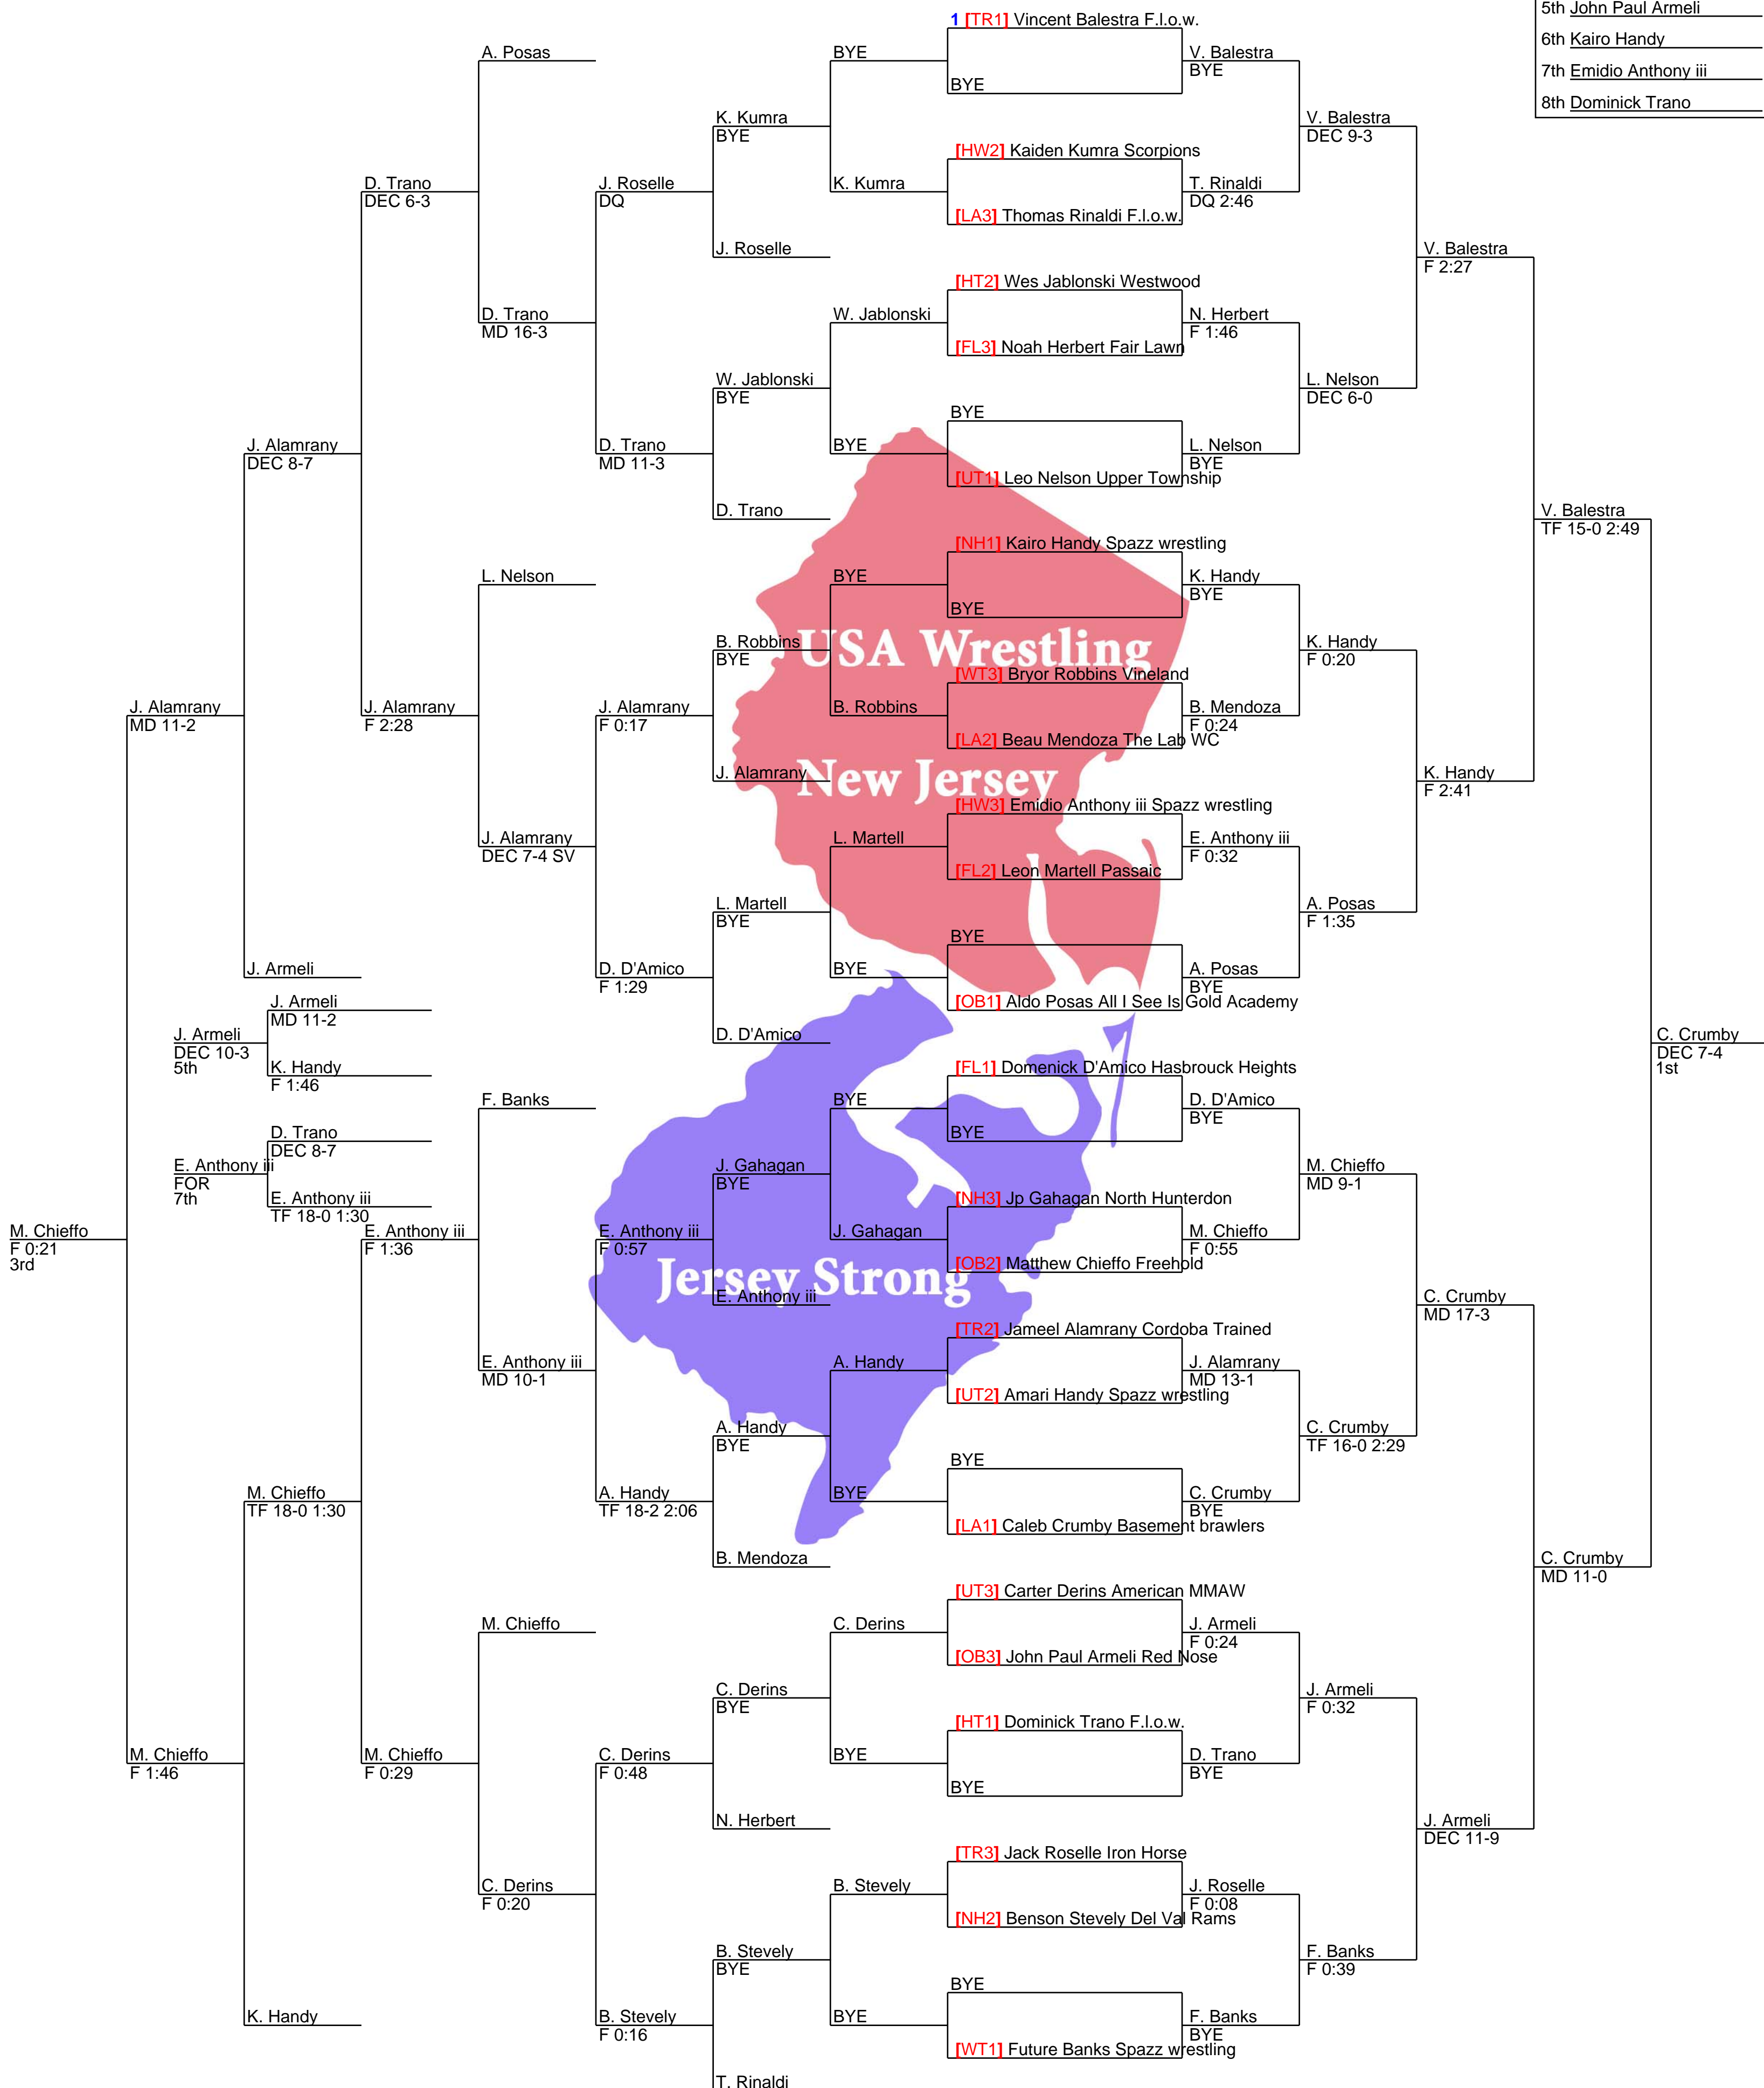 5th John Paul Armeli
6th Kairo Handy
7th Emidio Anthony iii
8th Dominick Trano
1 [TR1] Vincent Balestra F.l.o.w.
BYE
[HW2] Kaiden Kumra Scorpions
[LA3] Thomas Rinaldi F.l.o.w.
[HT2] Wes Jablonski Westwood
[FL3] Noah Herbert Fair Lawn
BYE
[UT1] Leo Nelson Upper Township
[NH1] Kairo Handy Spazz wrestling
BYE
[WT3] Bryor Robbins Vineland
[LA2] Beau Mendoza The Lab WC
[HW3] Emidio Anthony iii Spazz wrestling
[FL2] Leon Martell Passaic
BYE
[OB1] Aldo Posas All I See Is Gold Academy
[FL1] Domenick D'Amico Hasbrouck Heights
BYE
[NH3] Jp Gahagan North Hunterdon
[OB2] Matthew Chieffo Freehold
[TR2] Jameel Alamrany Cordoba Trained
[UT2] Amari Handy Spazz wrestling
BYE
[LA1] Caleb Crumby Basement brawlers
[UT3] Carter Derins American MMAW
[OB3] John Paul Armeli Red Nose
[HT1] Dominick Trano F.l.o.w.
BYE
[TR3] Jack Roselle Iron Horse
[NH2] Benson Stevely Del Val Rams
BYE
[WT1] Future Banks Spazz wrestling
V. Balestra
BYE
T. Rinaldi
DQ 2:46
N. Herbert
F 1:46
L. Nelson
BYE
K. Handy
BYE
B. Mendoza
F 0:24
E. Anthony iii
F 0:32
A. Posas
BYE
D. D'Amico
BYE
M. Chieffo
F 0:55
J. Alamrany
MD 13-1
C. Crumby
BYE
J. Armeli
F 0:24
D. Trano
BYE
J. Roselle
F 0:08
F. Banks
BYE
V. Balestra
DEC 9-3
L. Nelson
DEC 6-0
K. Handy
F 0:20
A. Posas
F 1:35
M. Chieffo
MD 9-1
C. Crumby
TF 16-0 2:29
J. Armeli
F 0:32
F. Banks
F 0:39
V. Balestra
F 2:27
K. Handy
F 2:41
C. Crumby
MD 17-3
J. Armeli
DEC 11-9
V. Balestra
TF 15-0 2:49
C. Crumby
MD 11-0
C. Crumby
DEC 7-4
1st
BYE
K. Kumra
W. Jablonski
BYE
BYE
B. Robbins
L. Martell
BYE
BYE
J. Gahagan
A. Handy
BYE
C. Derins
BYE
B. Stevely
BYE
K. Kumra
BYE
J. Roselle
W. Jablonski
BYE
D. Trano
B. Robbins
BYE
J. Alamrany
L. Martell
BYE
D. D'Amico
J. Gahagan
BYE
E. Anthony iii
A. Handy
BYE
B. Mendoza
C. Derins
BYE
N. Herbert
B. Stevely
BYE
T. Rinaldi
J. Roselle
DQ
D. Trano
MD 11-3
J. Alamrany
F 0:17
D. D'Amico
F 1:29
E. Anthony iii
F 0:57
A. Handy
TF 18-2 2:06
C. Derins
F 0:48
B. Stevely
F 0:16
A. Posas
D. Trano
MD 16-3
L. Nelson
J. Alamrany
DEC 7-4 SV
F. Banks
E. Anthony iii
MD 10-1
M. Chieffo
C. Derins
F 0:20
D. Trano
DEC 6-3
J. Alamrany
F 2:28
E. Anthony iii
F 1:36
M. Chieffo
F 0:29
J. Alamrany
DEC 8-7
J. Armeli
M. Chieffo
TF 18-0 1:30
K. Handy
J. Alamrany
MD 11-2
M. Chieffo
F 1:46
M. Chieffo
F 0:21
3rd
J. Armeli
MD 11-2
K. Handy
F 1:46
J. Armeli
DEC 10-3
5th
D. Trano
DEC 8-7
E. Anthony iii
TF 18-0 1:30
E. Anthony iii
FOR
7th
USA Wrestling
New Jersey
Jersey Strong